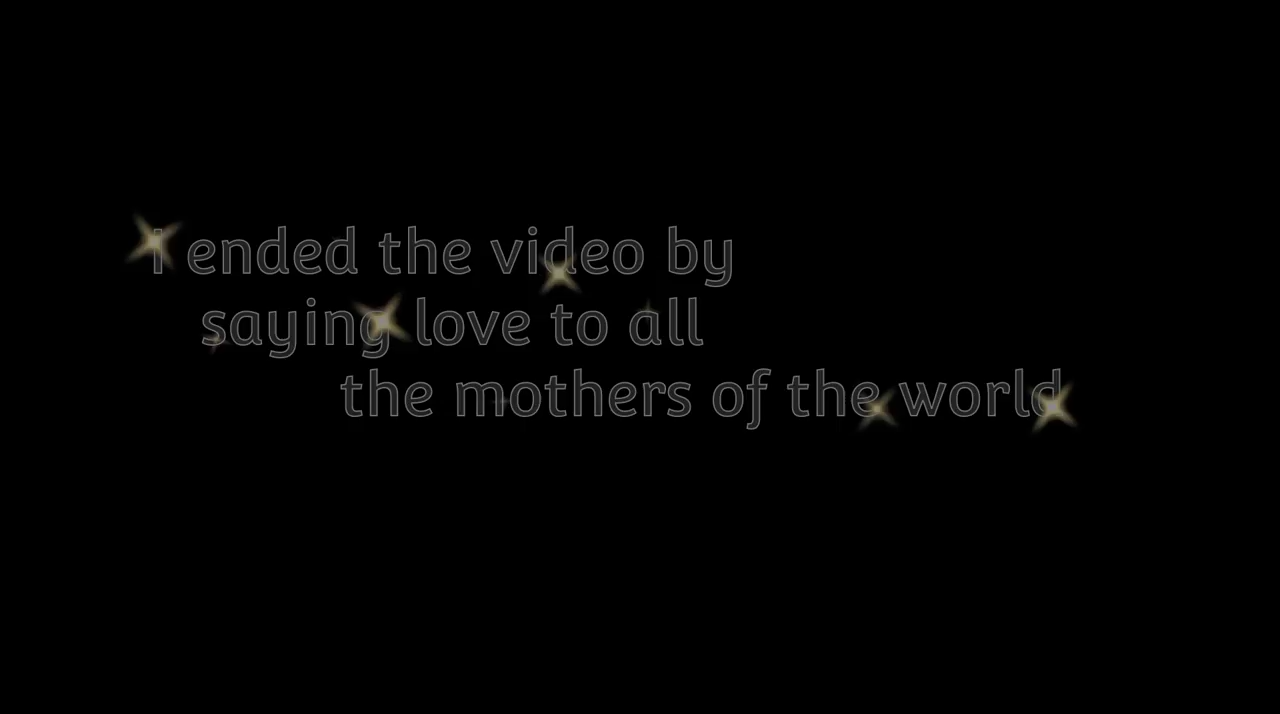 I ended the video by
saying love to all
the mothers of the world